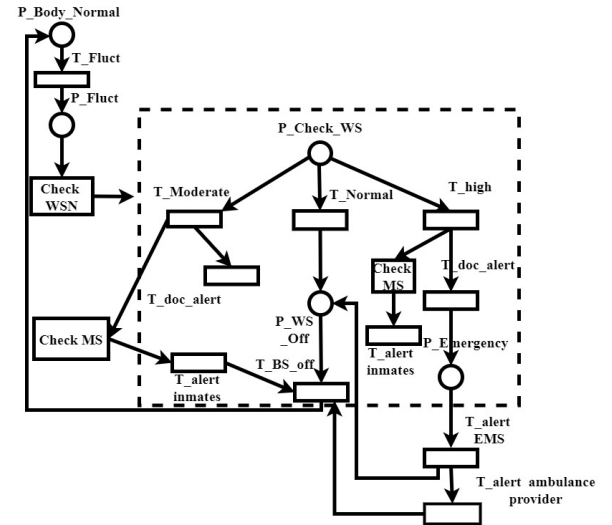 P_Body_Normal
T_Fluct
P_Fluct
Check
WSN
P_Check_WS
T_Moderate
T_Normal
T_high
T_doc_alert
Check
MS
T_doc_alert
P_WS
_Off
Check MS
T_alert
inmates
T_BS_off
T_alert
inmates
P_Emergency
T_alert
EMS
T_alert ambulance
provider